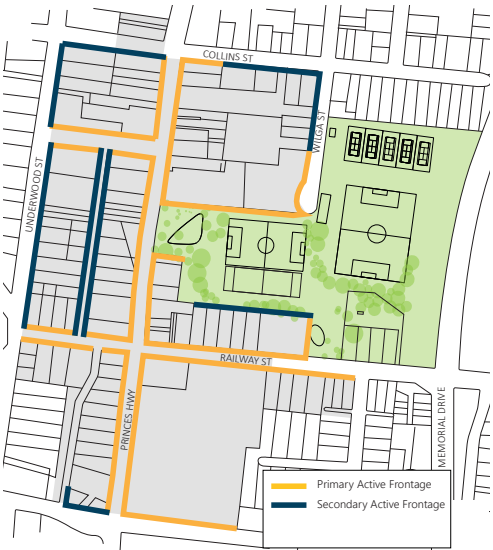 COLLINS ST
WILGA ST
UNDERWOOD ST
RAILWAY ST
PRINCES HWY
MEMORIAL DRIVE
Primary Active Frontage
Secondary Active Frontage